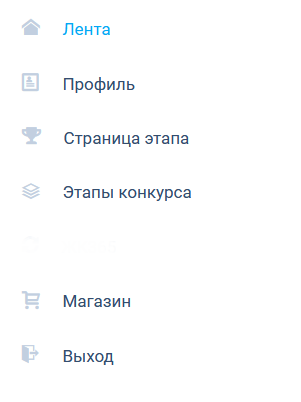 Лента
Профиль
Страница этапа
Этапы конкурса
Магазин
Выход